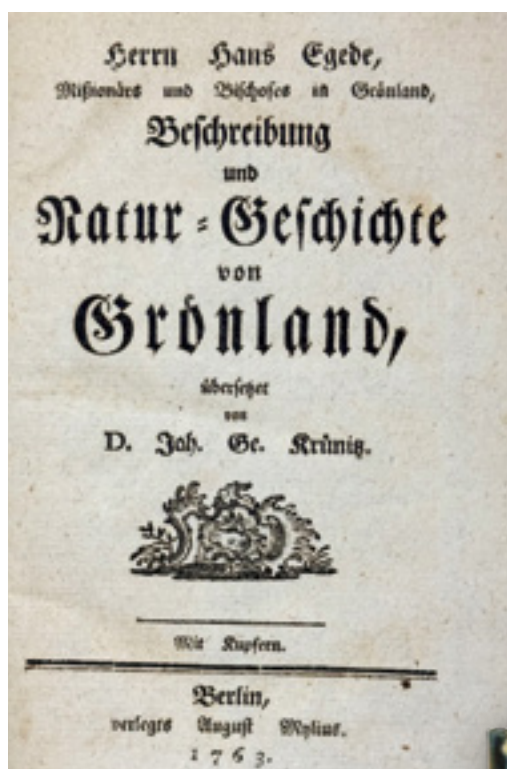 Herrn Hans Egede,
Mißionärs und Bischofes in Grönland,
Beschreibung
und
Natur-Geschichte
von
Grönland,
übersetzet
von
D. Joh. Ge. Krünitz.
Mit Kupfern.
Berlin,
verlegts August Mylius.
1763.